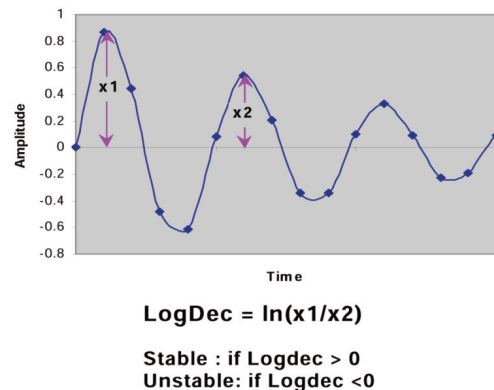 1
0.8
0.6
0.4
0.2
0
-0.2
-0.4
-0.6
-0.8
Amplitude
x1
x2
Time
LogDec = ln(x1/x2)
Stable : if Logdec > 0
Unstable: if Logdec <0